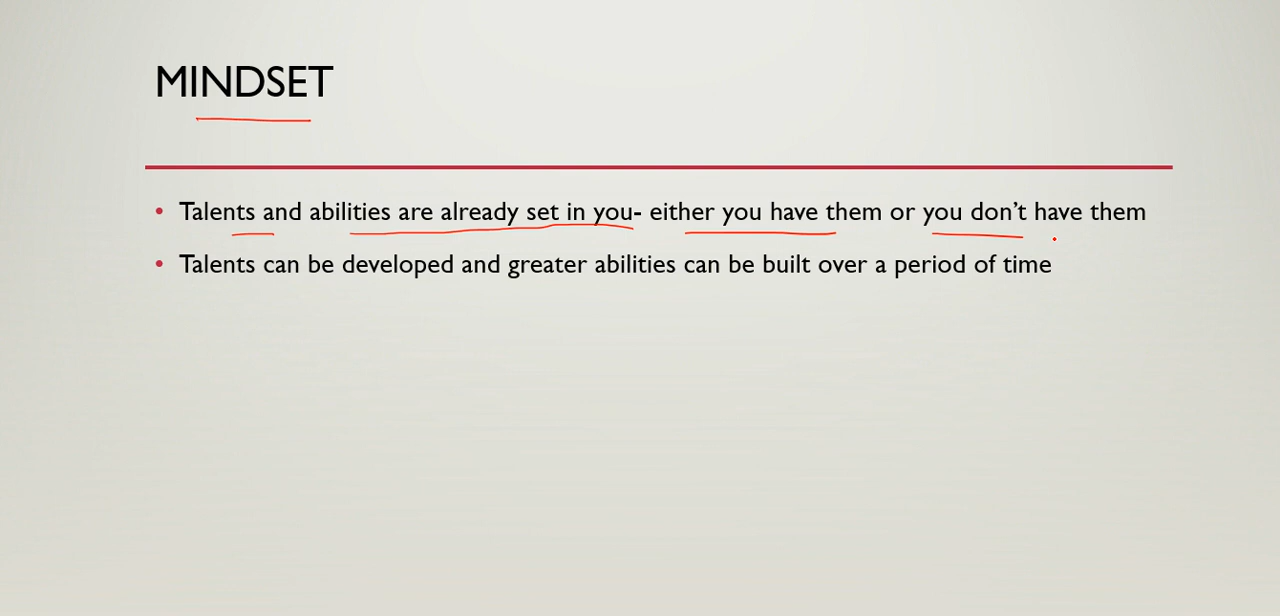 MINDSET
• Talents and abilities are already set in you- either you have them or you don’t have them
• Talents can be developed and greater abilities can be built over a period of time